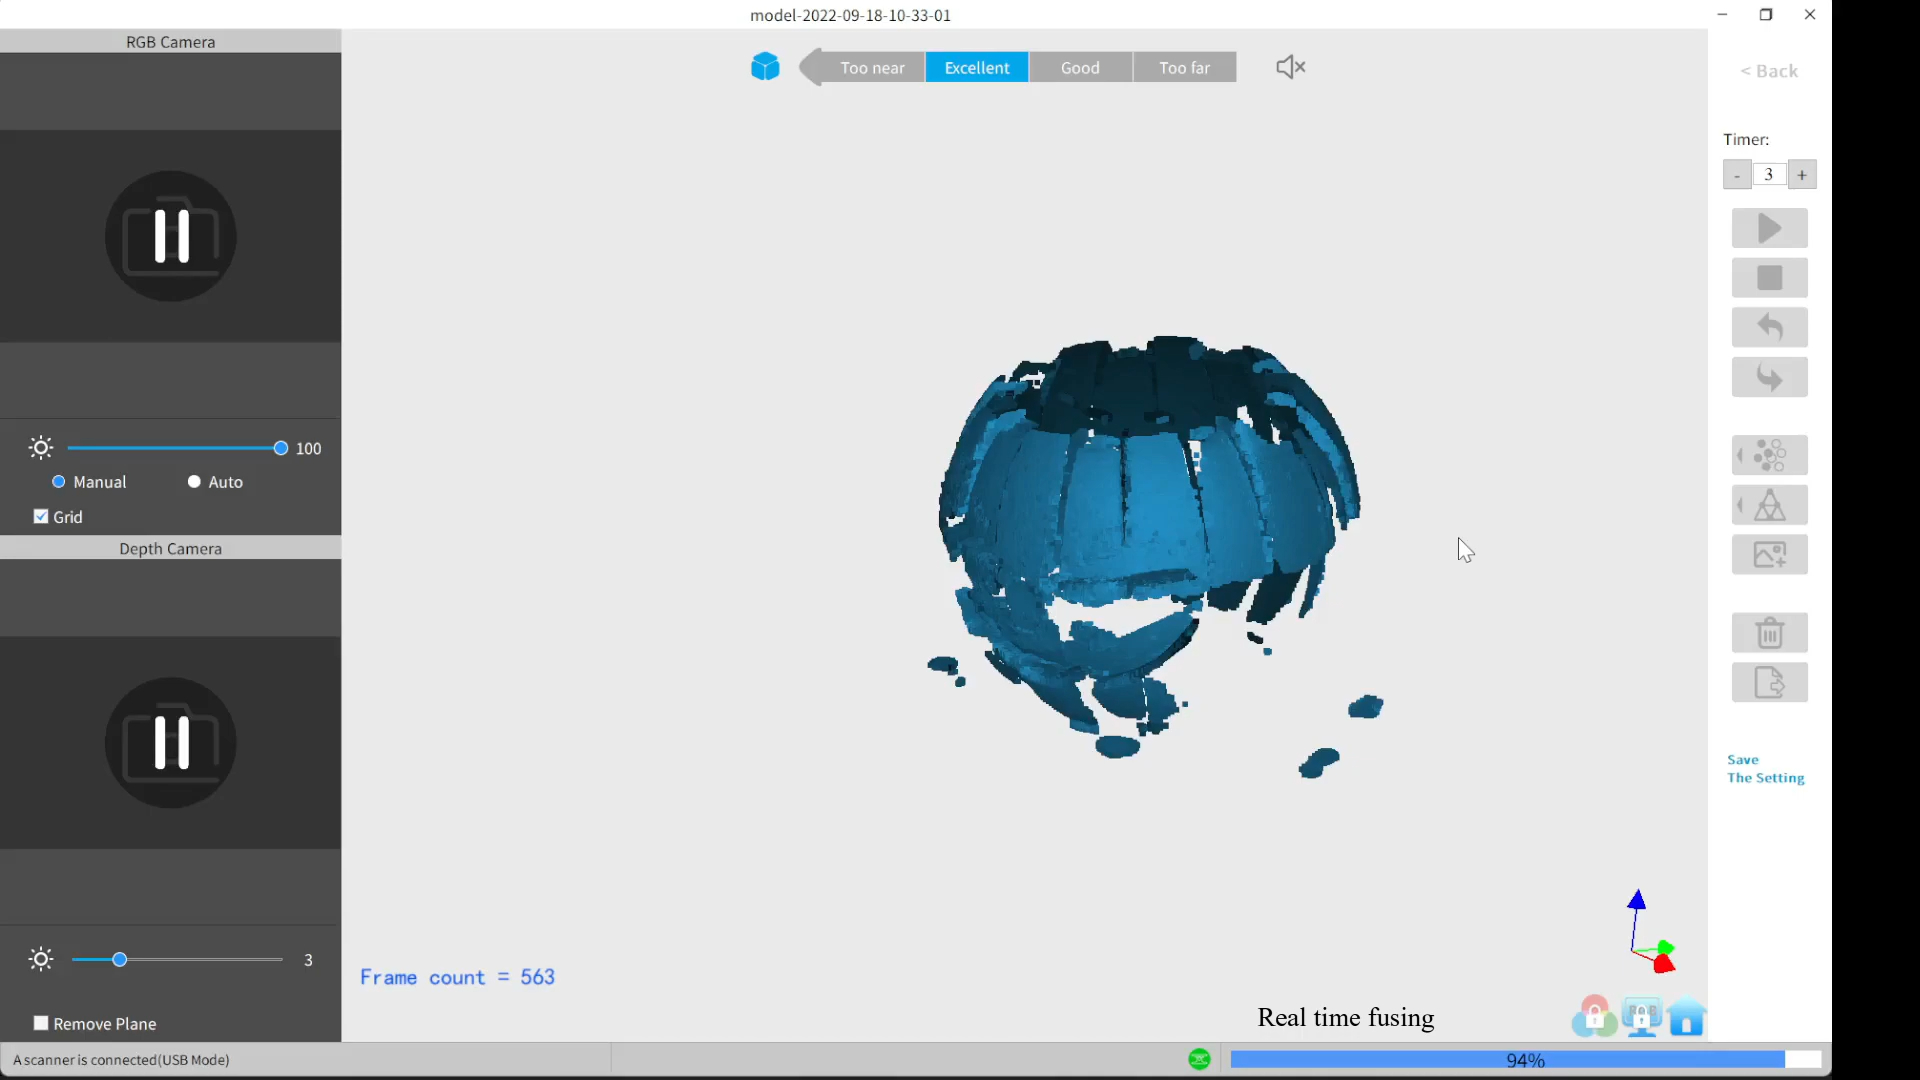 model-2022-09-18-10-33-01
RGB Camera
Too near
Excellent
Good
Too far
< Back
Timer:
- 3 +
100
Manual
Auto
Grid
Depth Camera
Save
The Setting
3
Frame count = 563
Remove Plane
Real time fusing
A scanner is connected(USB Mode)
94%